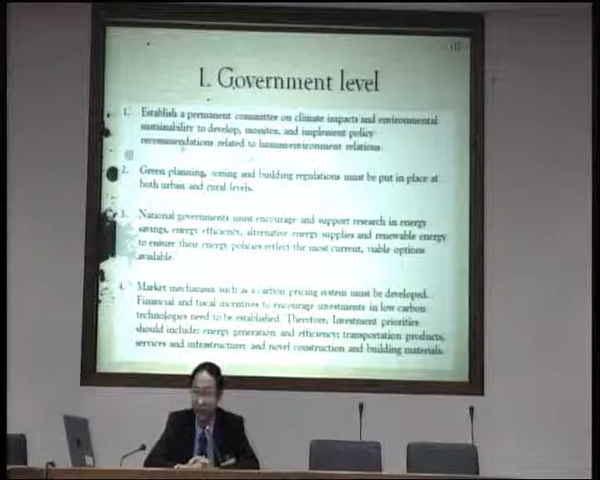 1. Government level
1. Establish a permanent committee on climate impacts and environmental
sustainability to develop, monitor, and implement policy
recommendations related to human-environment relations.
2. Green planning, zoning and building regulations must be put in place at
both urban and rural levels.
3. National governments must encourage and support research in energy
savings, energy efficiency, alternative energy supplies and renewable energy
to ensure their energy policies reflect the most current, viable options
available.
4. Market mechanism such as a carbon pricing system must be developed.
Financial and fiscal incentives to encourage investments in low carbon
technologies need to be established. Therefore, Investment priorities
should include: energy generation and efficiency; transportation products,
services and infrastructure; and novel construction and building materials.